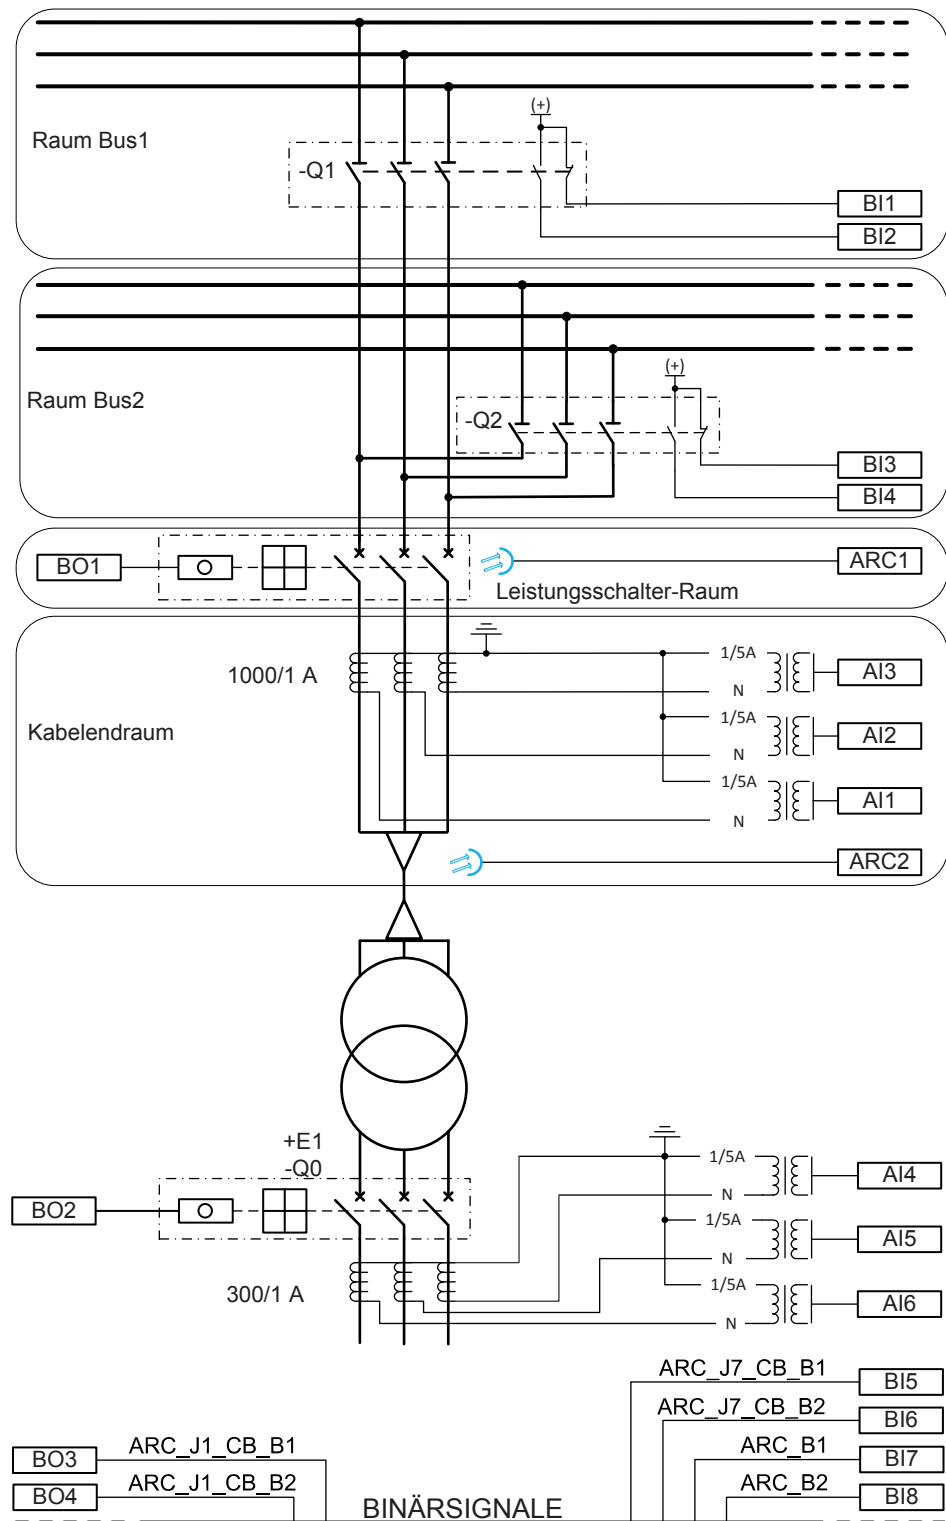 (+)
Raum Bus1
-Q1
BI1
BI2
(+)
Raum Bus2
-Q2
BI3
BI4
BO1
ARC1
Leistungsschalter-Raum
1000/1 A
1/5A
AI3
N
1/5A
Kabelendraum
AI2
N
1/5A
AI1
N
ARC2
+E1
-Q0
1/5A
AI4
N
BO2
1/5A
AI5
N
300/1 A
1/5A
AI6
N
ARC_J7_CB_B1
BI5
ARC_J7_CB_B2
BI6
BO3
ARC_J1_CB_B1
ARC_B1
BI7
BO4
ARC_J1_CB_B2
ARC_B2
BI8
BINÄRSIGNALE